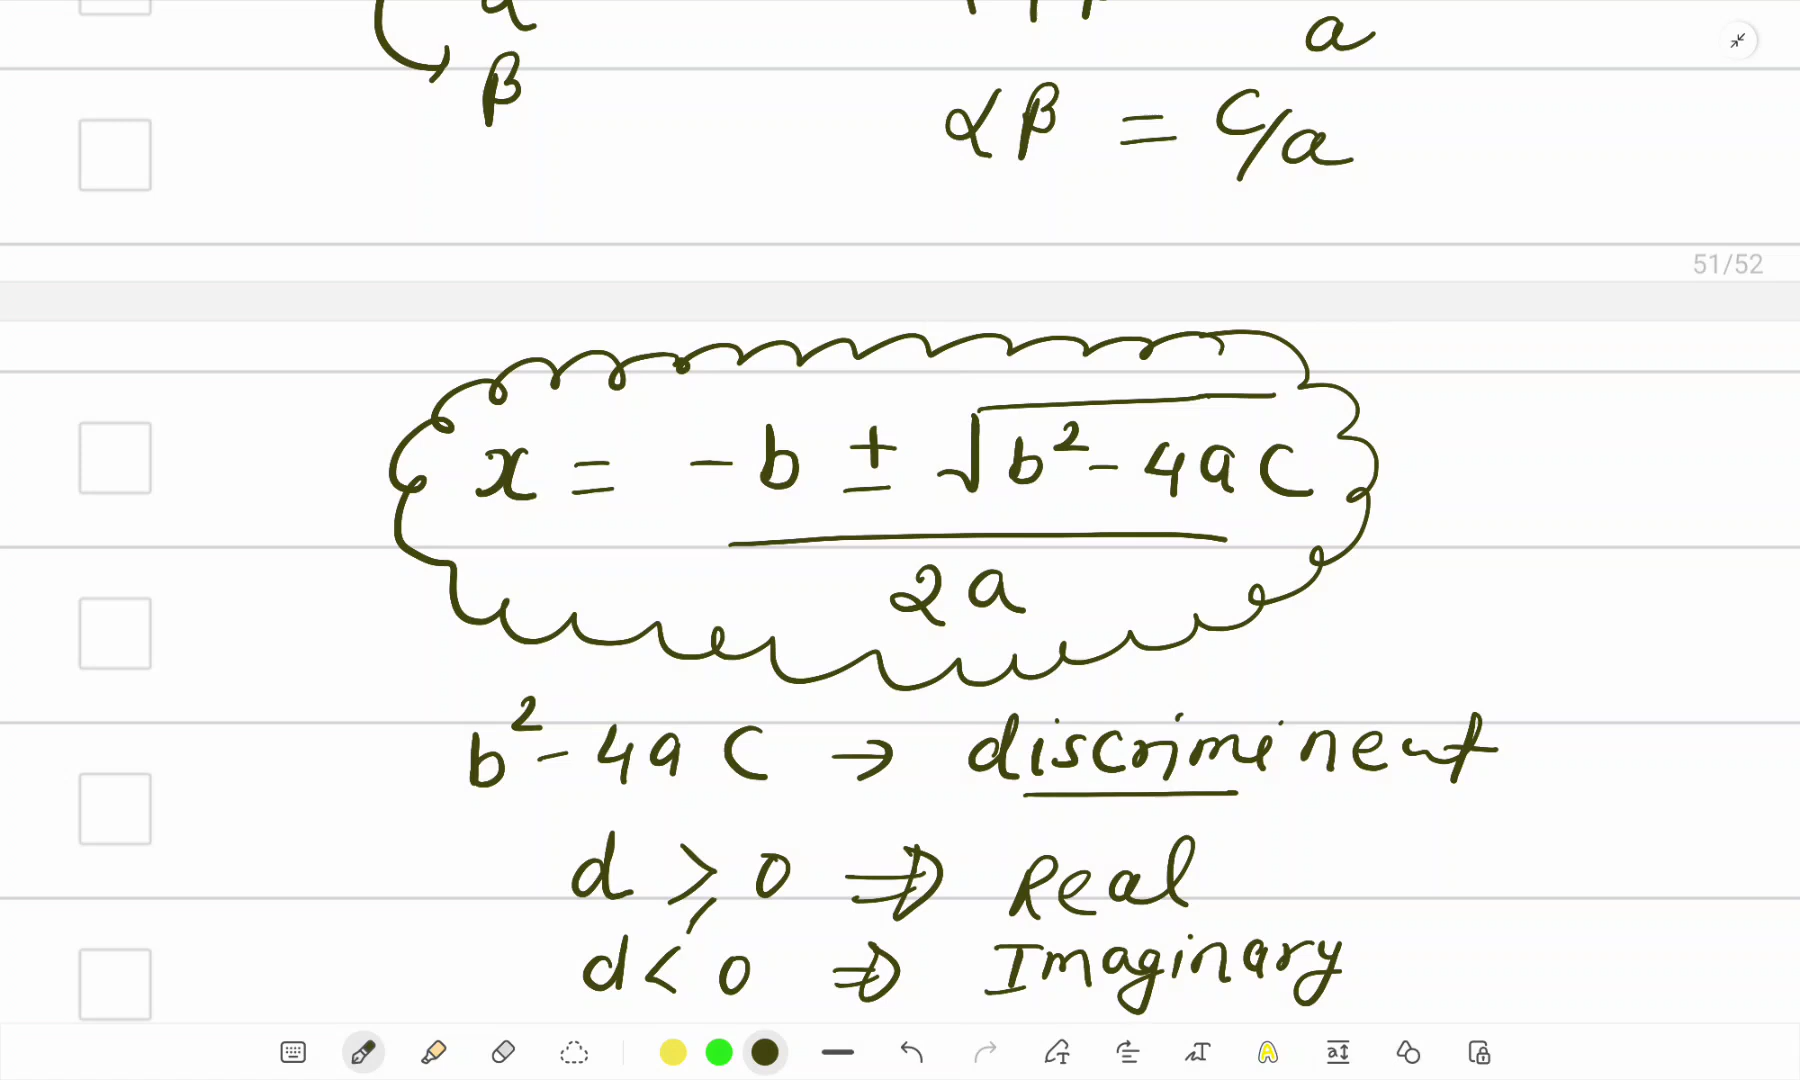 a
β
αβ = c/a
51/52
x = -b ± √b²-4ac
2a
b²-4ac → discriminent
d ≥ 0 ⇒ Real
d < 0 ⇒ Imaginary